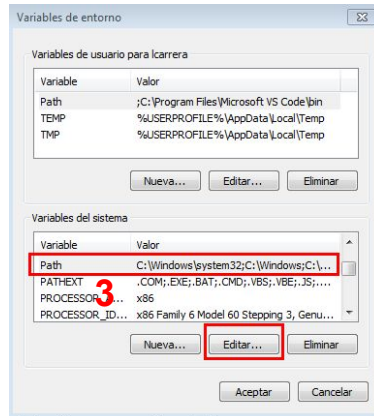 Variables de entorno
Variables de usuario para lcarrera
Variable Valor
Path ;C:\Program Files\Microsoft VS Code\bin
TEMP %USERPROFILE%\AppData\Local\Temp
TMP %USERPROFILE%\AppData\Local\Temp
Nueva... Editar... Eliminar
Variables del sistema
Variable Valor
Path C:\Windows\system32;C:\Windows;C:\...
PATHEXT .COM;.EXE;.BAT;.CMD;.VBS;.VBE;.JS;....
3
PROCESSOR_A... x86
PROCESSOR_ID... x86 Family 6 Model 60 Stepping 3, Genu...
Nueva... Editar... Eliminar
Aceptar Cancelar